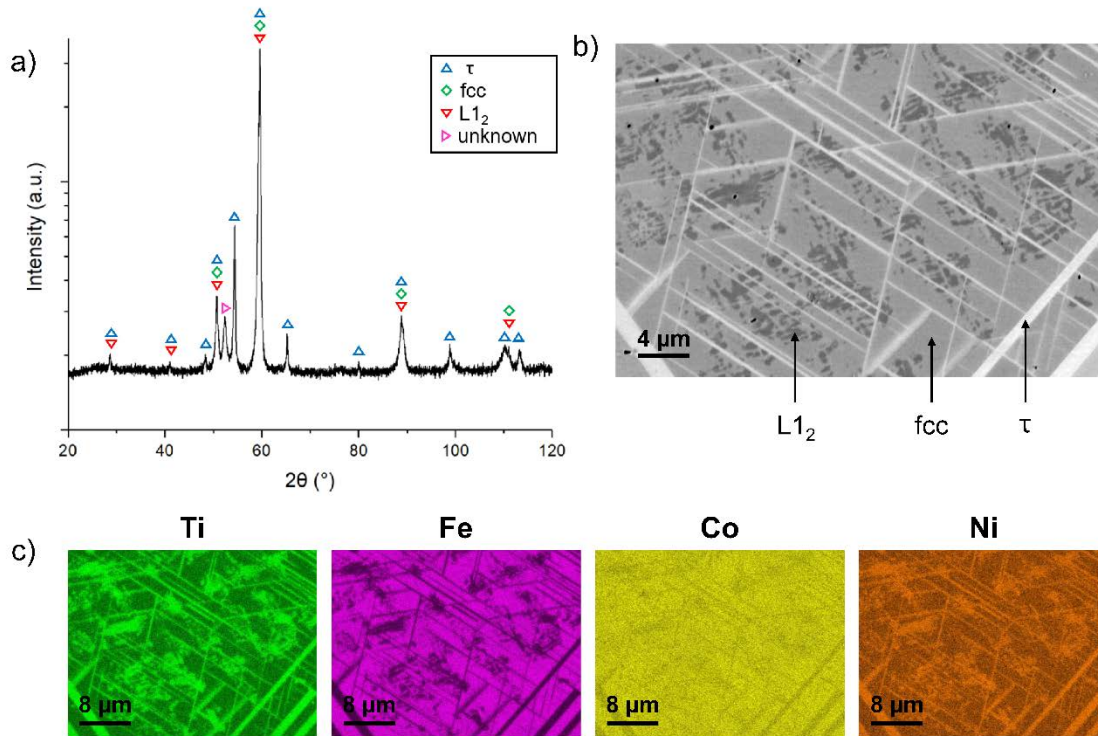 a)
τ
fcc
L1₂
unknown
Intensity (a.u.)
20 40 60 80 100 120
2θ (°)
b)
4 μm
L1₂ fcc τ
c)
Ti Fe Co Ni
8 μm 8 μm 8 μm 8 μm